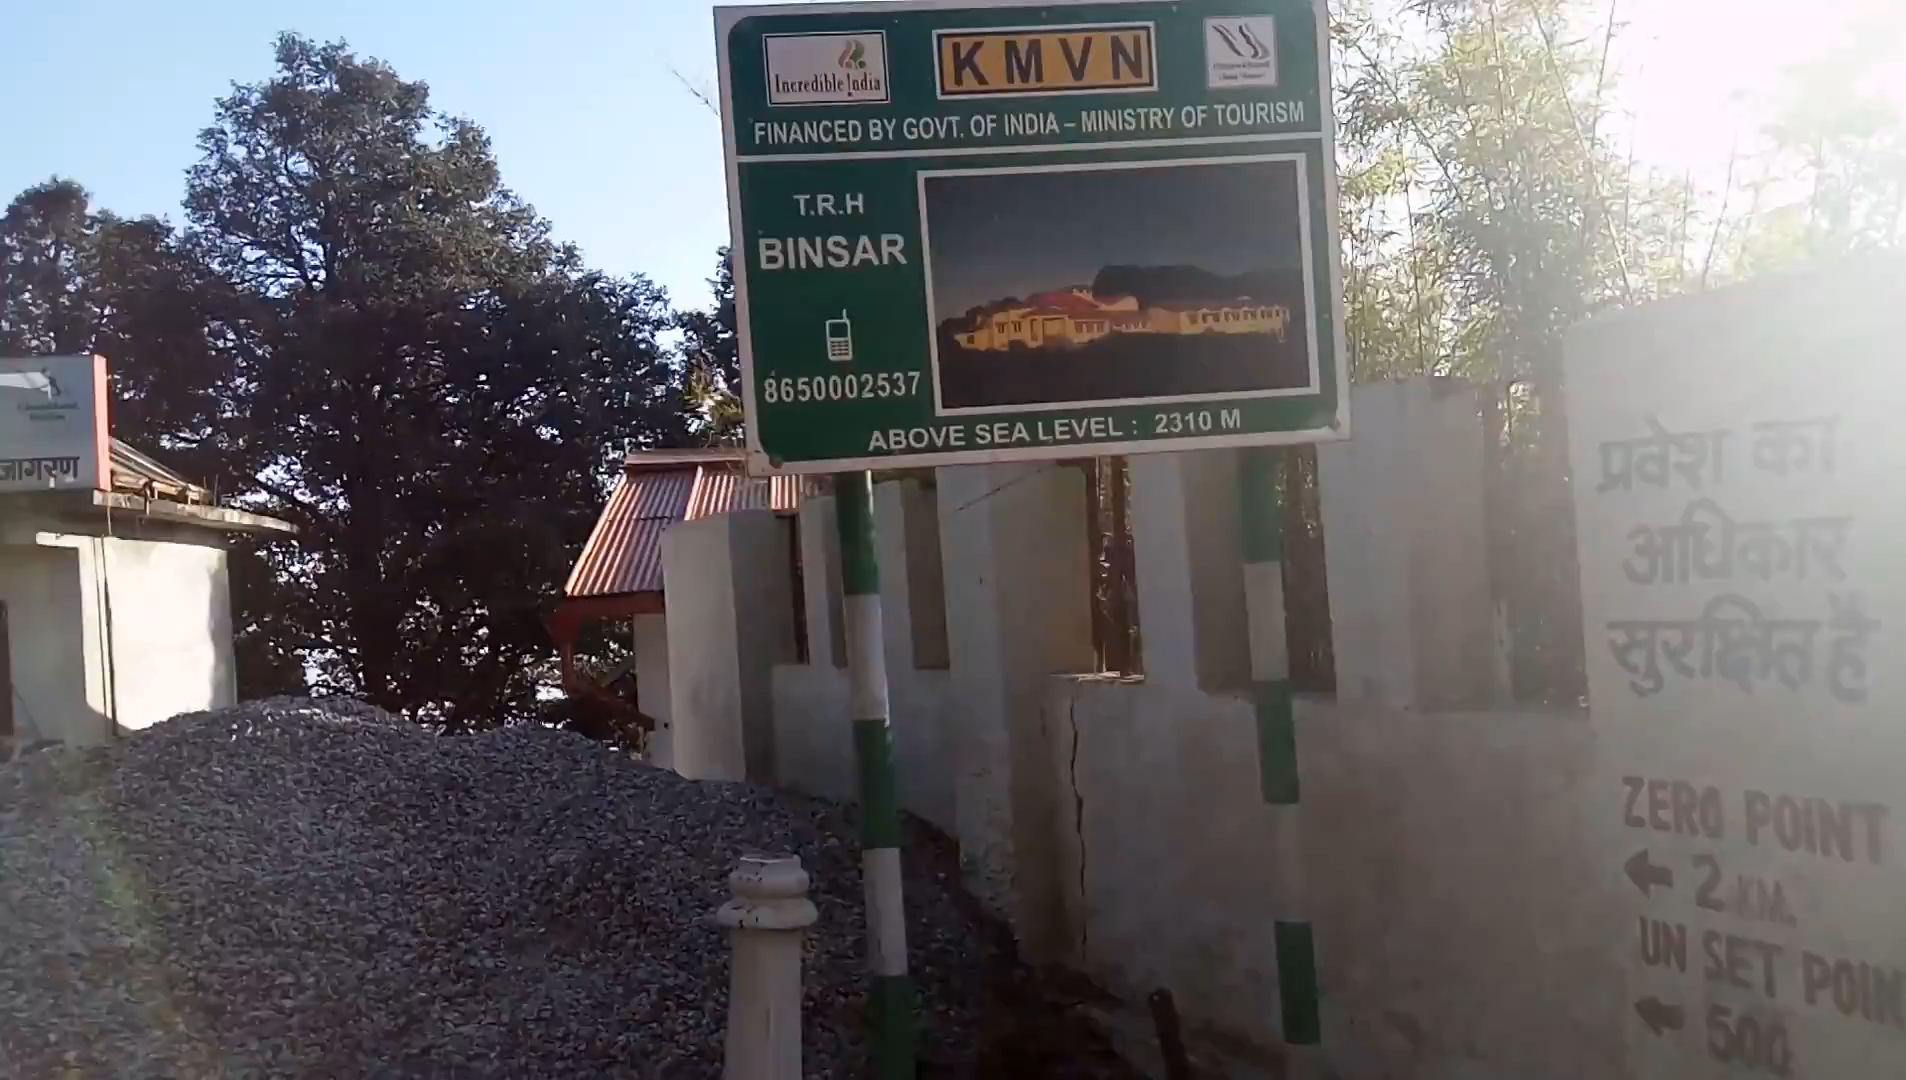 Incredible India
KMVN
FINANCED BY GOVT. OF INDIA – MINISTRY OF TOURISM
T.R.H
BINSAR
8650002537
ABOVE SEA LEVEL : 2310 M
जागरण
प्रवेश का
अधिकार
सुरक्षित है
ZERO POINT
← 2 KM.
UN SET POIN
← 500